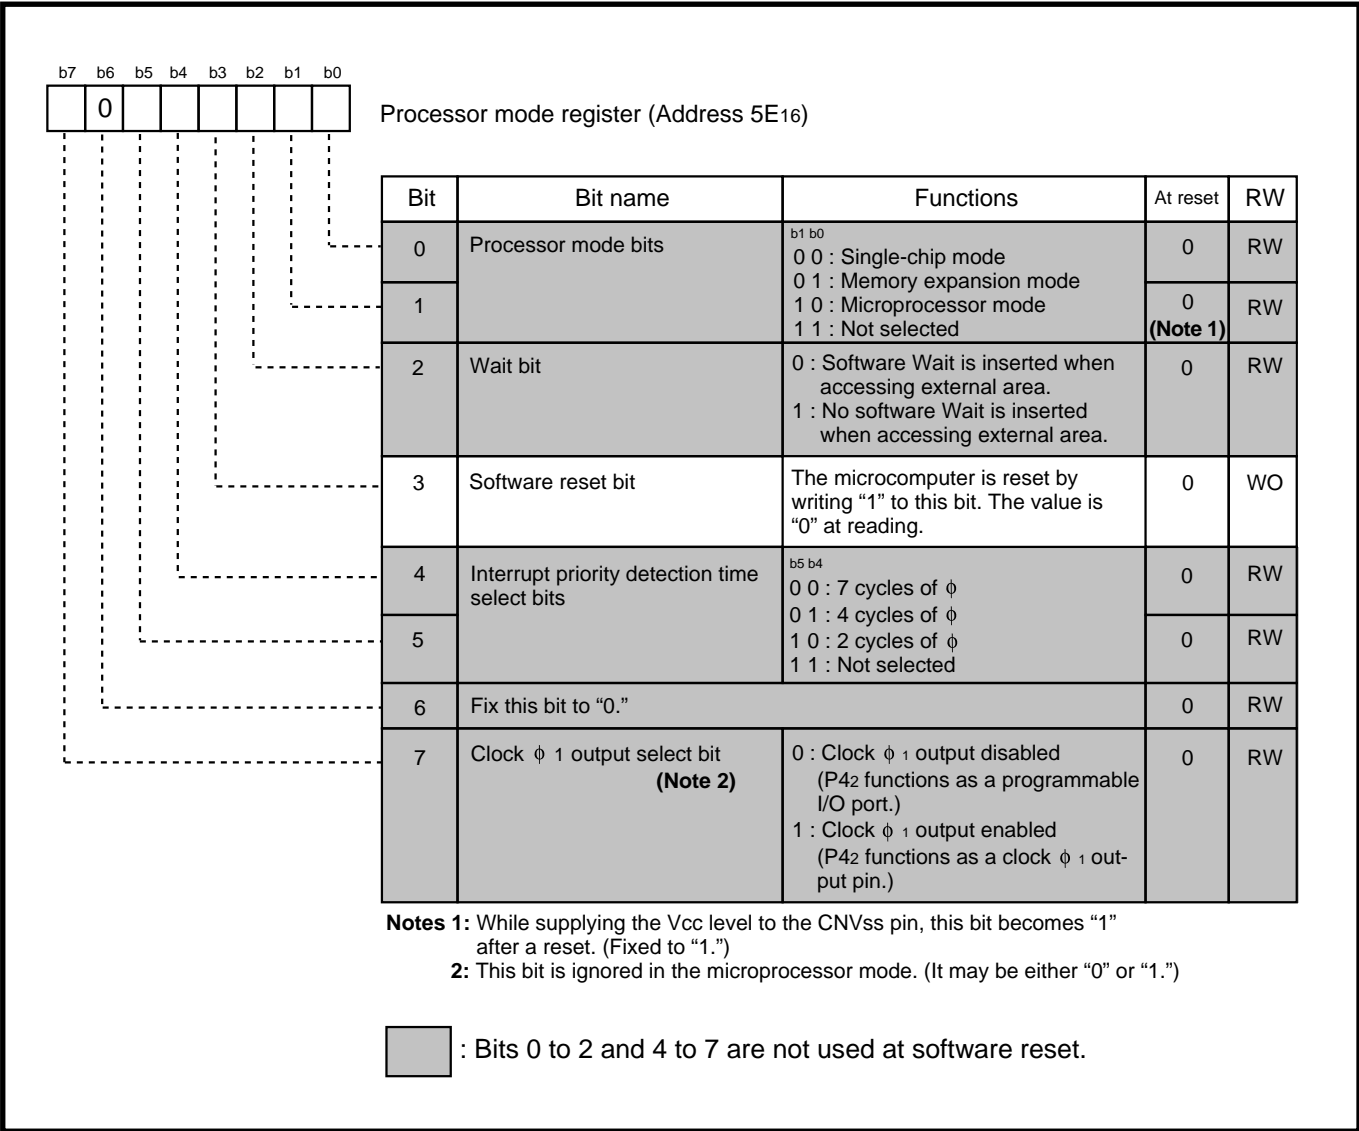 b7 b6 b5 b4 b3 b2 b1 b0
0
Processor mode register (Address 5E16)
Bit Bit name Functions At reset RW
0 Processor mode bits
b1 b0
0 0 : Single-chip mode
0 1 : Memory expansion mode
1 0 : Microprocessor mode
1 1 : Not selected
0 RW
1
0
(Note 1)
RW
2 Wait bit
0 : Software Wait is inserted when
accessing external area.
1 : No software Wait is inserted
when accessing external area.
0 RW
3 Software reset bit
The microcomputer is reset by
writing “1” to this bit. The value is
“0” at reading.
0 WO
4 Interrupt priority detection time
select bits
b5 b4
0 0 : 7 cycles of ϕ
0 1 : 4 cycles of ϕ
1 0 : 2 cycles of ϕ
1 1 : Not selected
0 RW
5
0 RW
6 Fix this bit to “0.” 0 RW
7 Clock ϕ 1 output select bit
(Note 2)
0 : Clock ϕ 1 output disabled
(P42 functions as a programmable
I/O port.)
1 : Clock ϕ 1 output enabled
(P42 functions as a clock ϕ 1 out-
put pin.)
0 RW
Notes 1: While supplying the Vcc level to the CNVss pin, this bit becomes “1”
after a reset. (Fixed to “1.”)
2: This bit is ignored in the microprocessor mode. (It may be either “0” or “1.”)
: Bits 0 to 2 and 4 to 7 are not used at software reset.